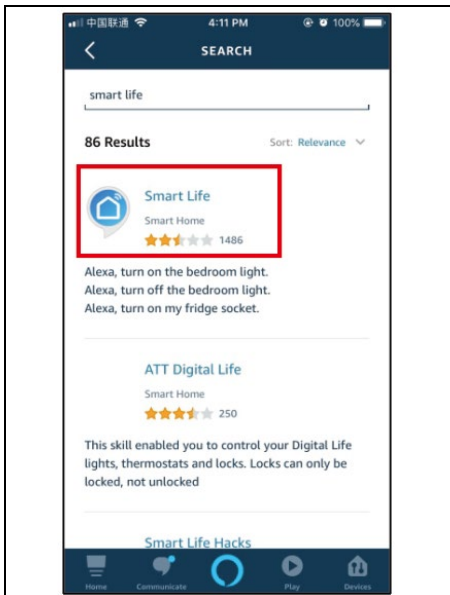 中国联通 4:11 PM 100%
SEARCH
smart life
86 Results Sort: Relevance
Smart Life
Smart Home
1486
Alexa, turn on the bedroom light.
Alexa, turn off the bedroom light.
Alexa, turn on my fridge socket.
ATT Digital Life
Smart Home
250
This skill enabled you to control your Digital Life
lights, thermostats and locks. Locks can only be
locked, not unlocked
Smart Life Hacks
Home Communicate Play Devices